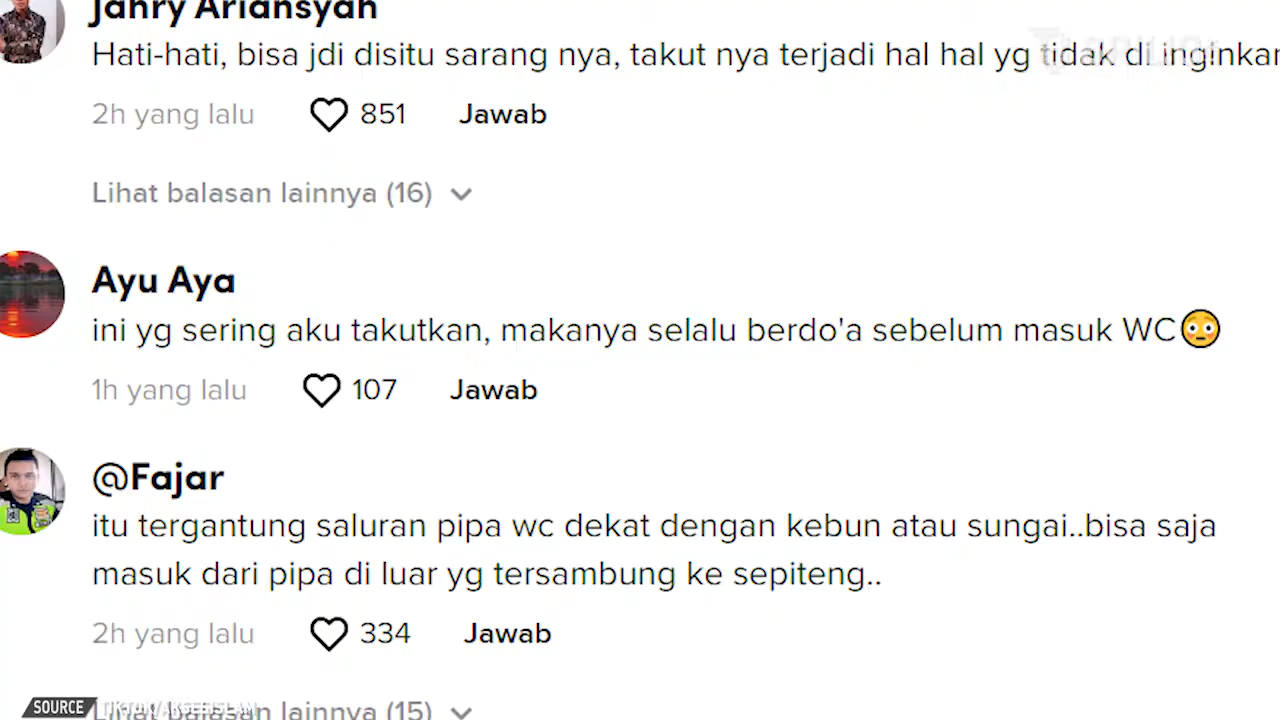 Jahry Ariansyah
Hati-hati, bisa jdi disitu sarang nya, takut nya terjadi hal hal yg tidak di inginkan
2h yang lalu 851 Jawab
Lihat balasan lainnya (16)
Ayu Aya
ini yg sering aku takutkan, makanya selalu berdo'a sebelum masuk WC😳
1h yang lalu 107 Jawab
@Fajar
itu tergantung saluran pipa wc dekat dengan kebun atau sungai..bisa saja
masuk dari pipa di luar yg tersambung ke sepiteng..
2h yang lalu 334 Jawab
Lihat balasan lainnya (15)
SOURCE